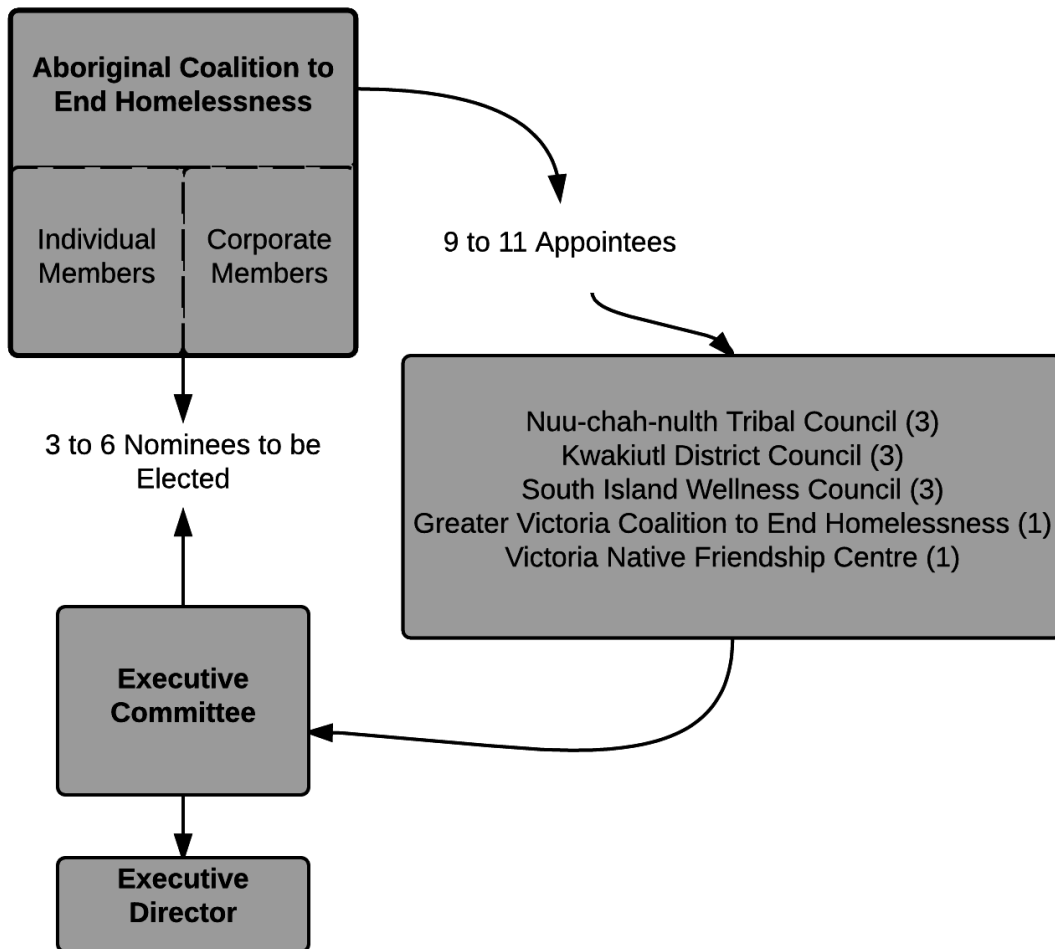 Aboriginal Coalition to
End Homelessness
Individual
Members
Corporate
Members
9 to 11 Appointees
3 to 6 Nominees to be
Elected
Nuu-chah-nulth Tribal Council (3)
Kwakiutl District Council (3)
South Island Wellness Council (3)
Greater Victoria Coalition to End Homelessness (1)
Victoria Native Friendship Centre (1)
Executive
Committee
Executive
Director